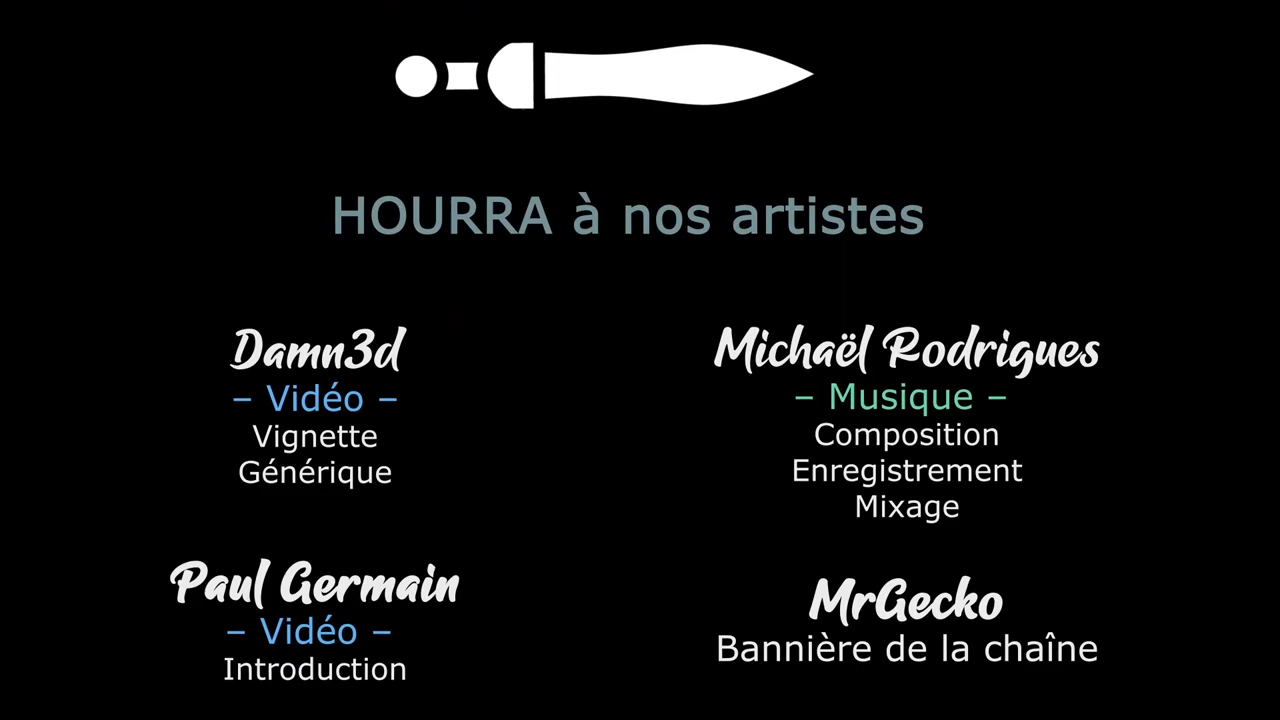 HOURRA à nos artistes
Damn3d
– Vidéo –
Vignette
Générique
Michaël Rodrigues
– Musique –
Composition
Enregistrement
Mixage
Paul Germain
– Vidéo –
Introduction
MrGecko
Bannière de la chaîne